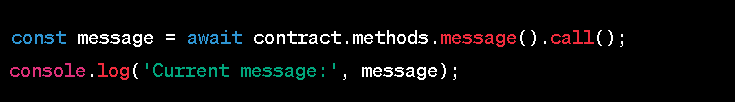 const message = await contract.methods.message().call();
console.log('Current message:', message);